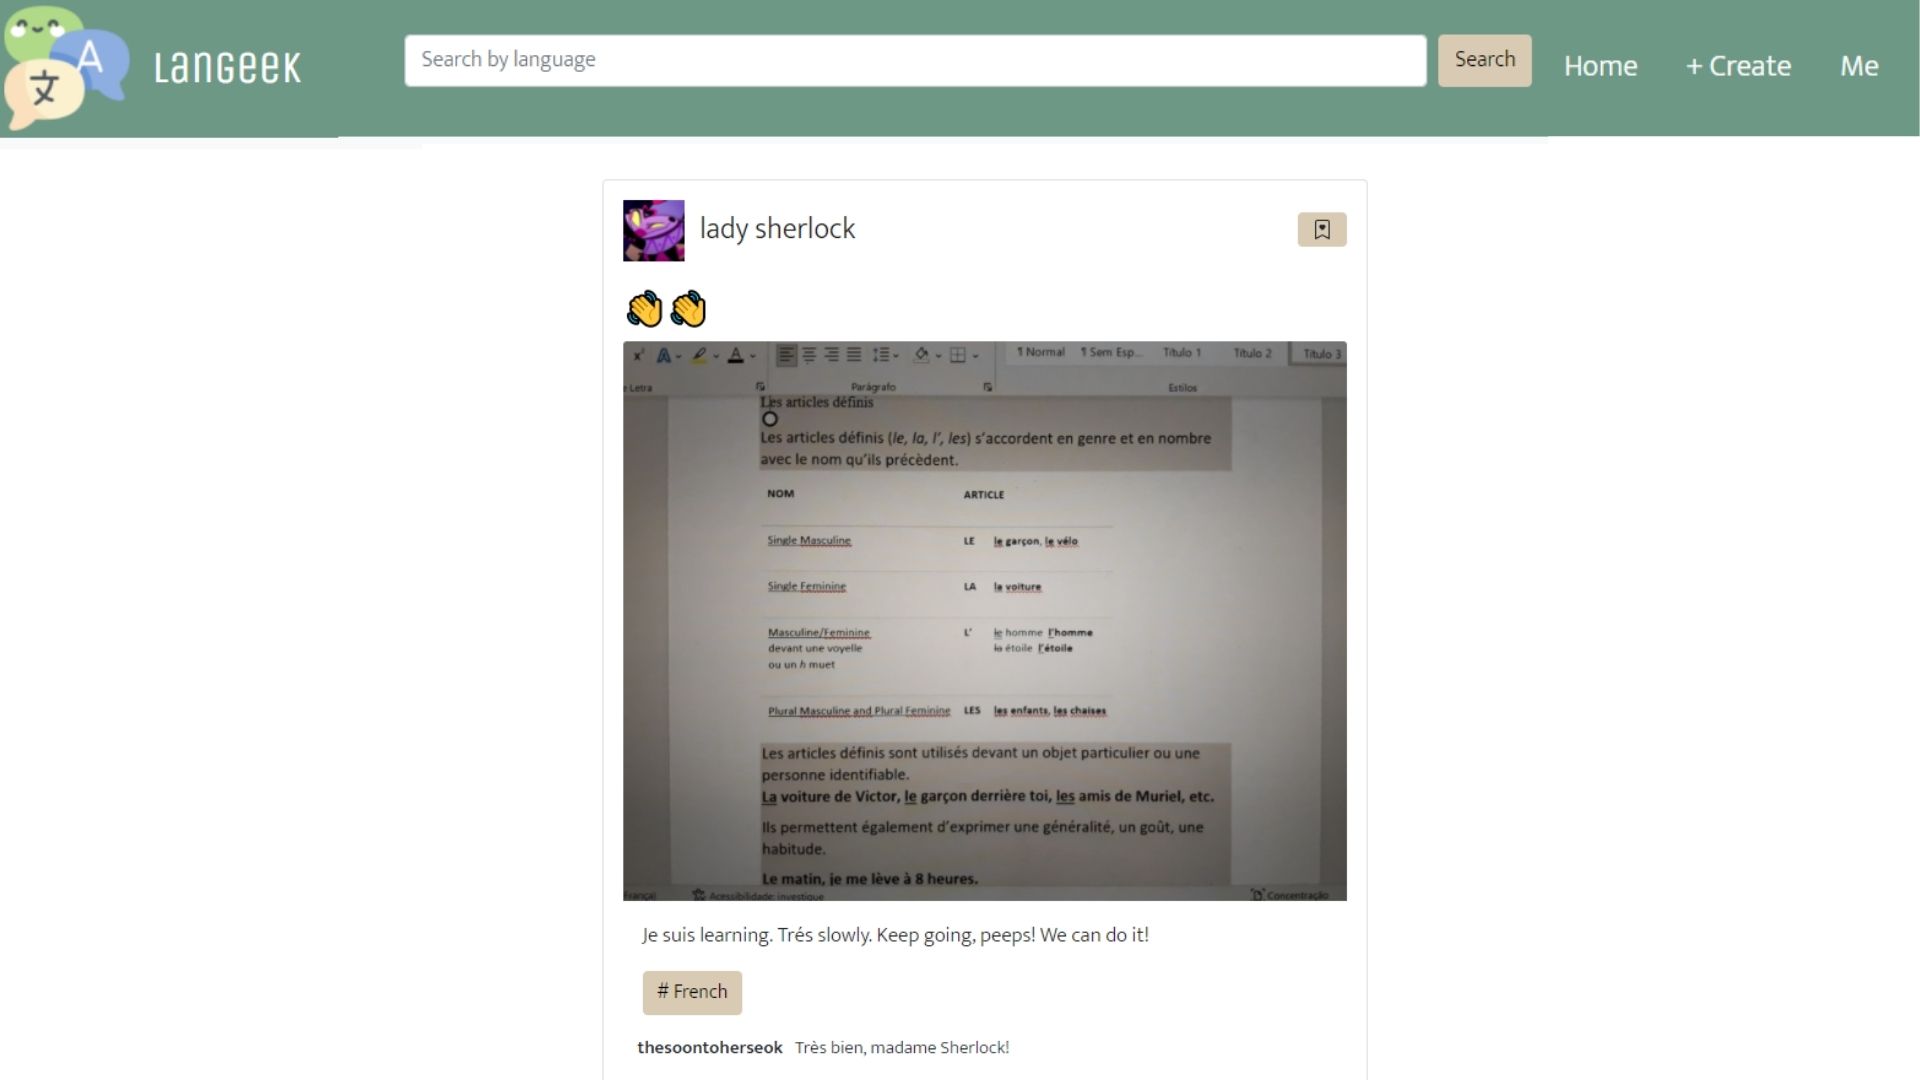 文 A LANGEEK
Search by language
Search
Home
+ Create
Me
lady sherlock
x² A A
¶ Normal ¶ Sem Esp... Título 1 Título 2 Título 3
Letra Parágrafo Estilos
Les articles définis
Les articles définis (le, la, l’, les) s’accordent en genre et en nombre
avec le nom qu’ils précèdent.
NOM ARTICLE
Single Masculine LE le garçon, le vélo
Single Feminine LA la voiture
Masculine/Feminine L’ le homme l’homme
devant une voyelle la étoile l’étoile
ou un h muet
Plural Masculine and Plural Feminine LES les enfants, les chaises
Les articles définis sont utilisés devant un objet particulier ou une
personne identifiable.
La voiture de Victor, le garçon derrière toi, les amis de Muriel, etc.
Ils permettent également d’exprimer une généralité, un goût, une
habitude.
Le matin, je me lève à 8 heures.
Acessibilidade: investigue Concentração
Je suis learning. Trés slowly. Keep going, peeps! We can do it!
# French
thesoontoherseok Très bien, madame Sherlock!